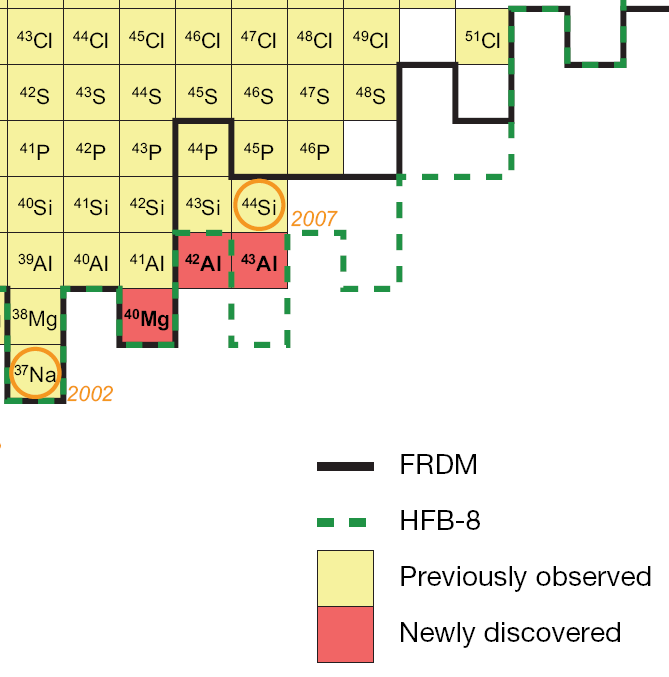 ⁴³Cl ⁴⁴Cl ⁴⁵Cl ⁴⁶Cl ⁴⁷Cl ⁴⁸Cl ⁴⁹Cl ⁵¹Cl
⁴²S ⁴³S ⁴⁴S ⁴⁵S ⁴⁶S ⁴⁷S ⁴⁸S
⁴¹P ⁴²P ⁴³P ⁴⁴P ⁴⁵P ⁴⁶P
⁴⁰Si ⁴¹Si ⁴²Si ⁴³Si ⁴⁴Si 2007
³⁹Al ⁴⁰Al ⁴¹Al ⁴²Al ⁴³Al
³⁸Mg ⁴⁰Mg
³⁷Na 2002
FRDM
HFB-8
Previously observed
Newly discovered